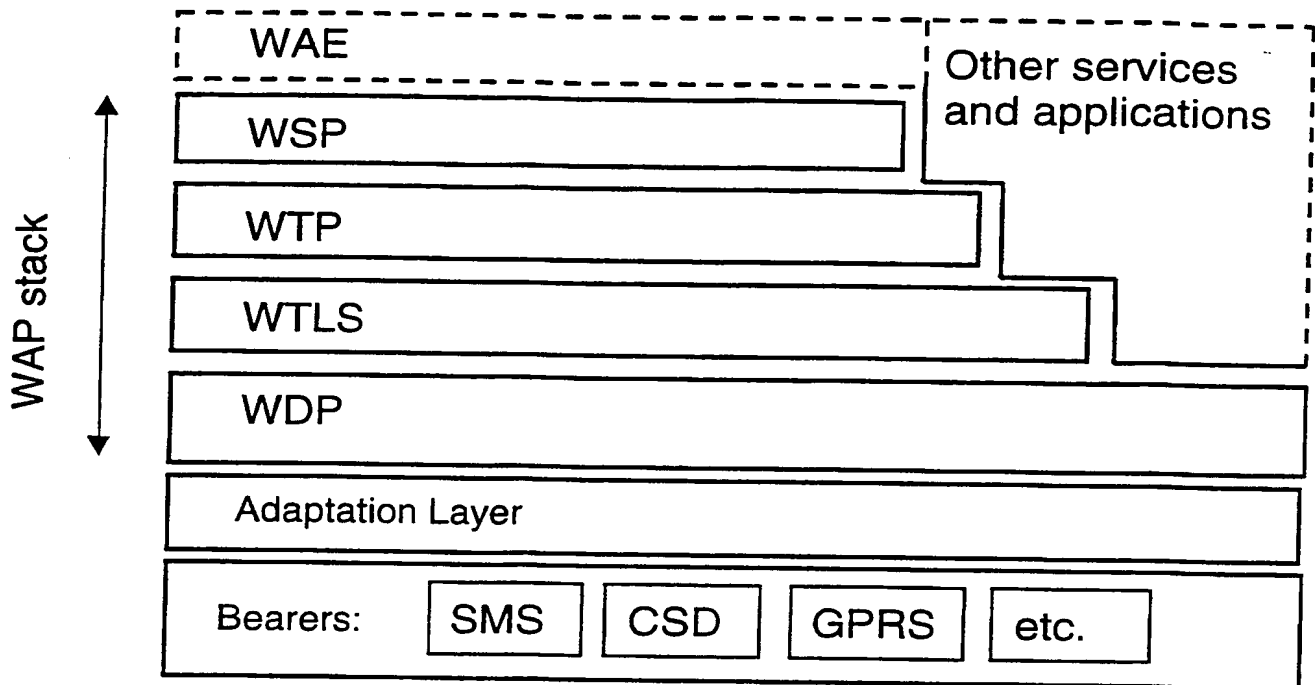 WAE
Other services
and applications
WSP
WTP
WTLS
WDP
Adaptation Layer
Bearers: SMS CSD GPRS etc.
WAP stack